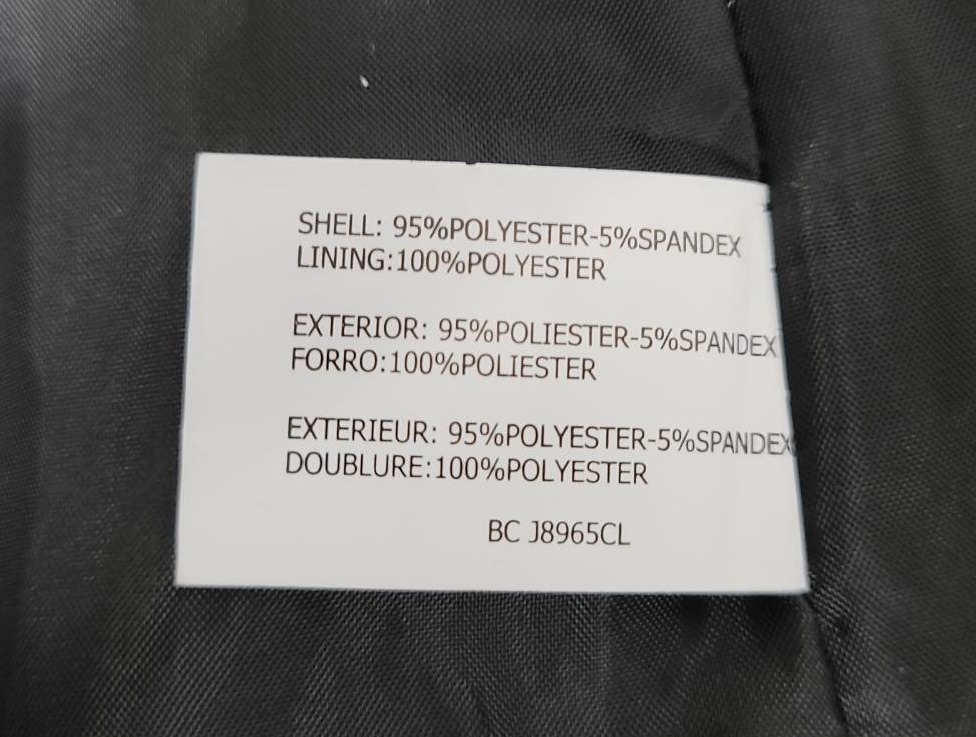 SHELL: 95%POLYESTER-5%SPANDEX
LINING:100%POLYESTER
EXTERIOR: 95%POLIESTER-5%SPANDEX
FORRO:100%POLIESTER
EXTERIEUR: 95%POLYESTER-5%SPANDEX
DOUBLURE:100%POLYESTER
BC J8965CL